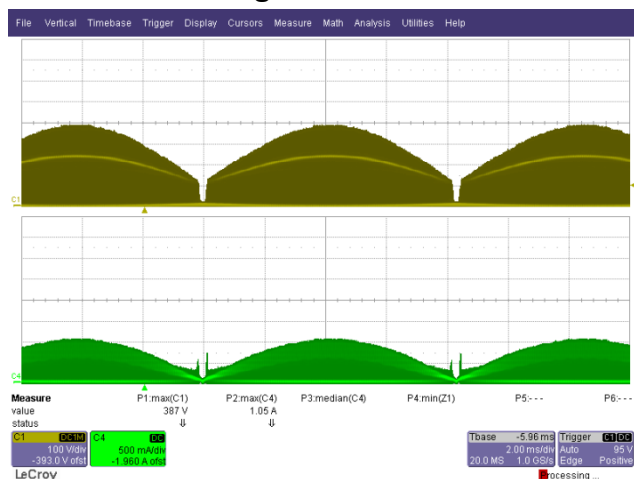 File Vertical Timebase Trigger Display Cursors Measure Math Analysis Utilities Help
C1
C4
Measure P1:max(C1) P2:max(C4) P3:median(C4) P4:min(Z1) P5:- - - P6:- -
value 387 V 1.05 A
status
C1 DC1M C4 DC Tbase -5.96 ms Trigger C1 DC
100 V/div 500 mA/div 2.00 ms/div Auto 95 V
-393.0 V ofst -1.960 A ofst 20.0 MS 1.0 GS/s Edge Positive
LeCroy Processing ...